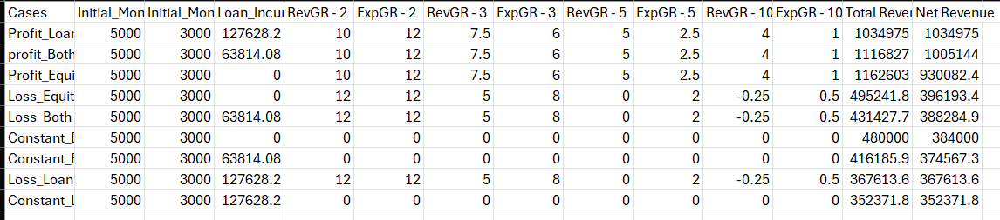 Cases Initial_Mon Initial_Mon Loan_Incu RevGR - 2 ExpGR - 2 RevGR - 3 ExpGR - 3 RevGR - 5 ExpGR - 5 RevGR - 10 ExpGR - 10 Total Rever Net Revenue
Profit_Loar 5000 3000 127628.2 10 12 7.5 6 5 2.5 4 1 1034975 1034975
profit_Both 5000 3000 63814.08 10 12 7.5 6 5 2.5 4 1 1116827 1005144
Profit_Equi 5000 3000 0 10 12 7.5 6 5 2.5 4 1 1162603 930082.4
Loss_Equit 5000 3000 0 12 12 5 8 0 2 -0.25 0.5 495241.8 396193.4
Loss_Both 5000 3000 63814.08 12 12 5 8 0 2 -0.25 0.5 431427.7 388284.9
Constant_E 5000 3000 0 0 0 0 0 0 0 0 0 480000 384000
Constant_E 5000 3000 63814.08 0 0 0 0 0 0 0 0 416185.9 374567.3
Loss_Loan 5000 3000 127628.2 12 12 5 8 0 2 -0.25 0.5 367613.6 367613.6
Constant_L 5000 3000 127628.2 0 0 0 0 0 0 0 0 352371.8 352371.8